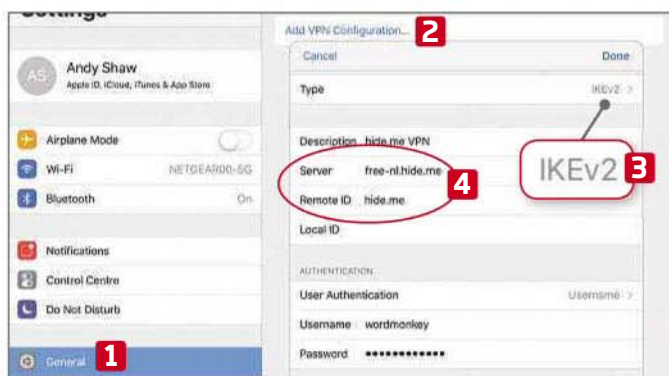 Settings
Andy Shaw
AS
Apple ID, iCloud, iTunes & App Store
Airplane Mode
Wi-Fi NETGEAR00-5G
Bluetooth On
Notifications
Control Centre
Do Not Disturb
General 1
Add VPN Configuration... 2
Cancel Done
Type IKEv2 >
IKEv2 3
Description hide.me VPN
Server free-nl.hide.me
4
Remote ID hide.me
Local ID
AUTHENTICATION
User Authentication Username >
Username wordmonkey
Password ••••••••••••